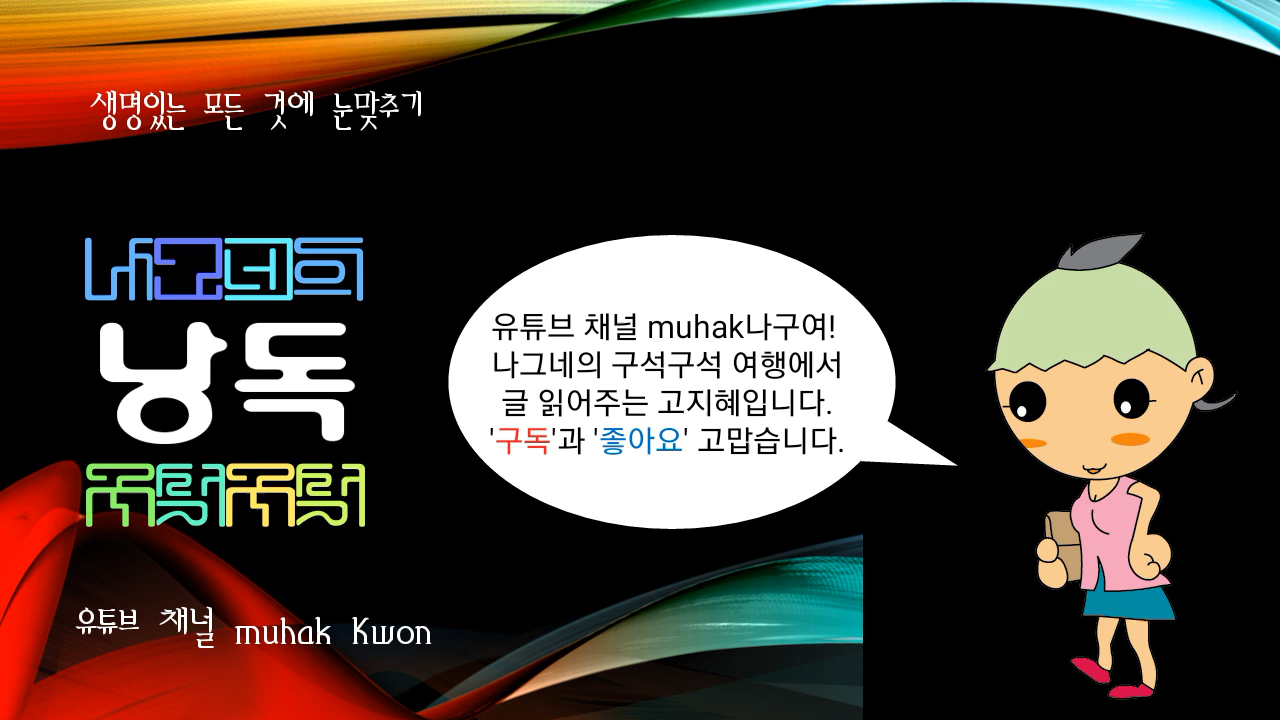 생명있는 모든 것에 눈맞추기
나그네의
낭독
구석구석
유튜브 채널 muhak나구여!
나그네의 구석구석 여행에서
글 읽어주는 고지혜입니다.
'구독'과 '좋아요' 고맙습니다.
유튜브 채널 muhak Kwon